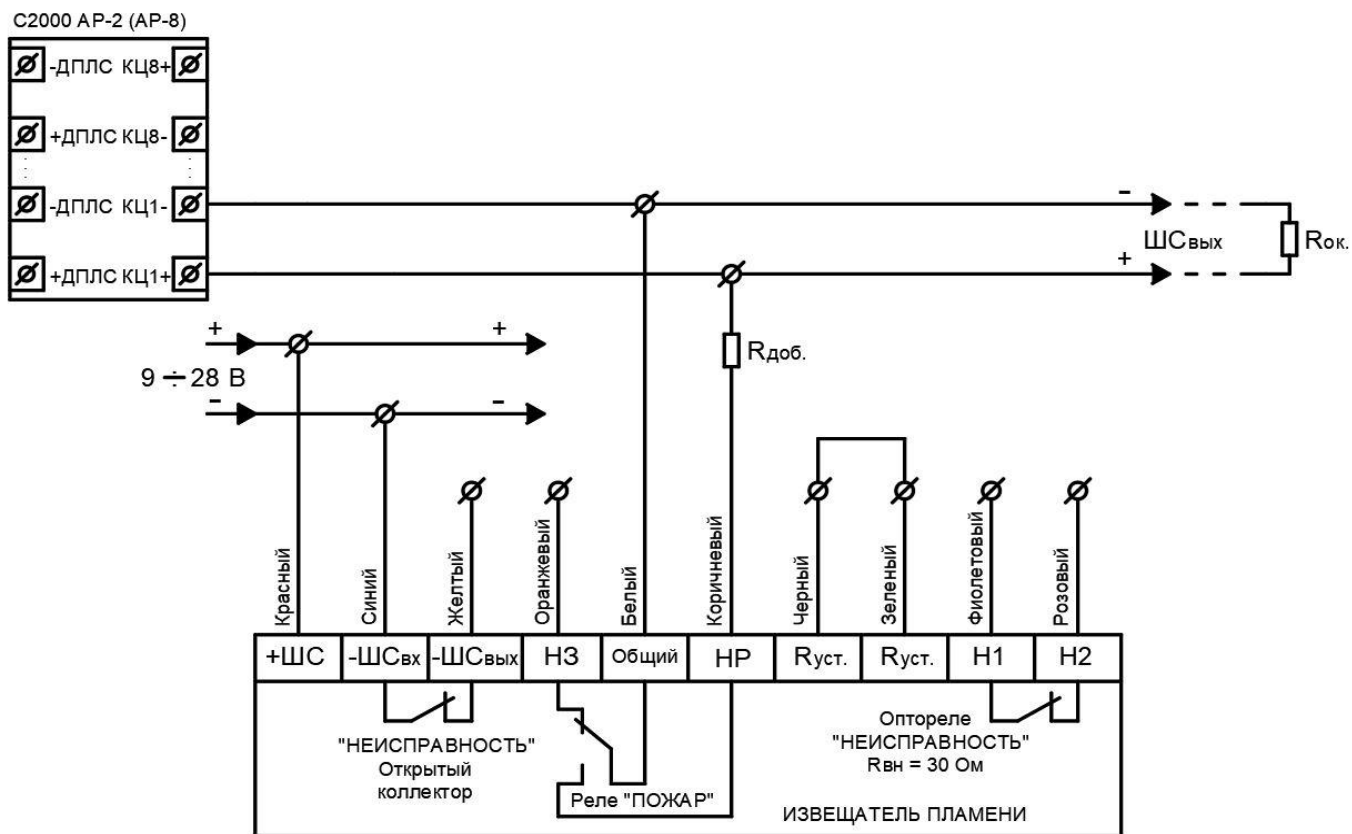 С2000 АР-2 (АР-8)
-ДПЛС КЦ8+
+ДПЛС КЦ8-
-ДПЛС КЦ1-
+ДПЛС КЦ1+
-
ШСвых
+
Rок.
+ +
9 ÷ 28 В
- -
Rдоб.
Красный
Синий
Желтый
Оранжевый
Белый
Коричневый
Черный
Зеленый
Фиолетовый
Розовый
+ШС -ШСвх -ШСвых НЗ Общий НР Rуст. Rуст. Н1 Н2
"НЕИСПРАВНОСТЬ"
Открытый
коллектор
Реле "ПОЖАР"
Оптореле
"НЕИСПРАВНОСТЬ"
Rвн = 30 Ом
ИЗВЕЩАТЕЛЬ ПЛАМЕНИ